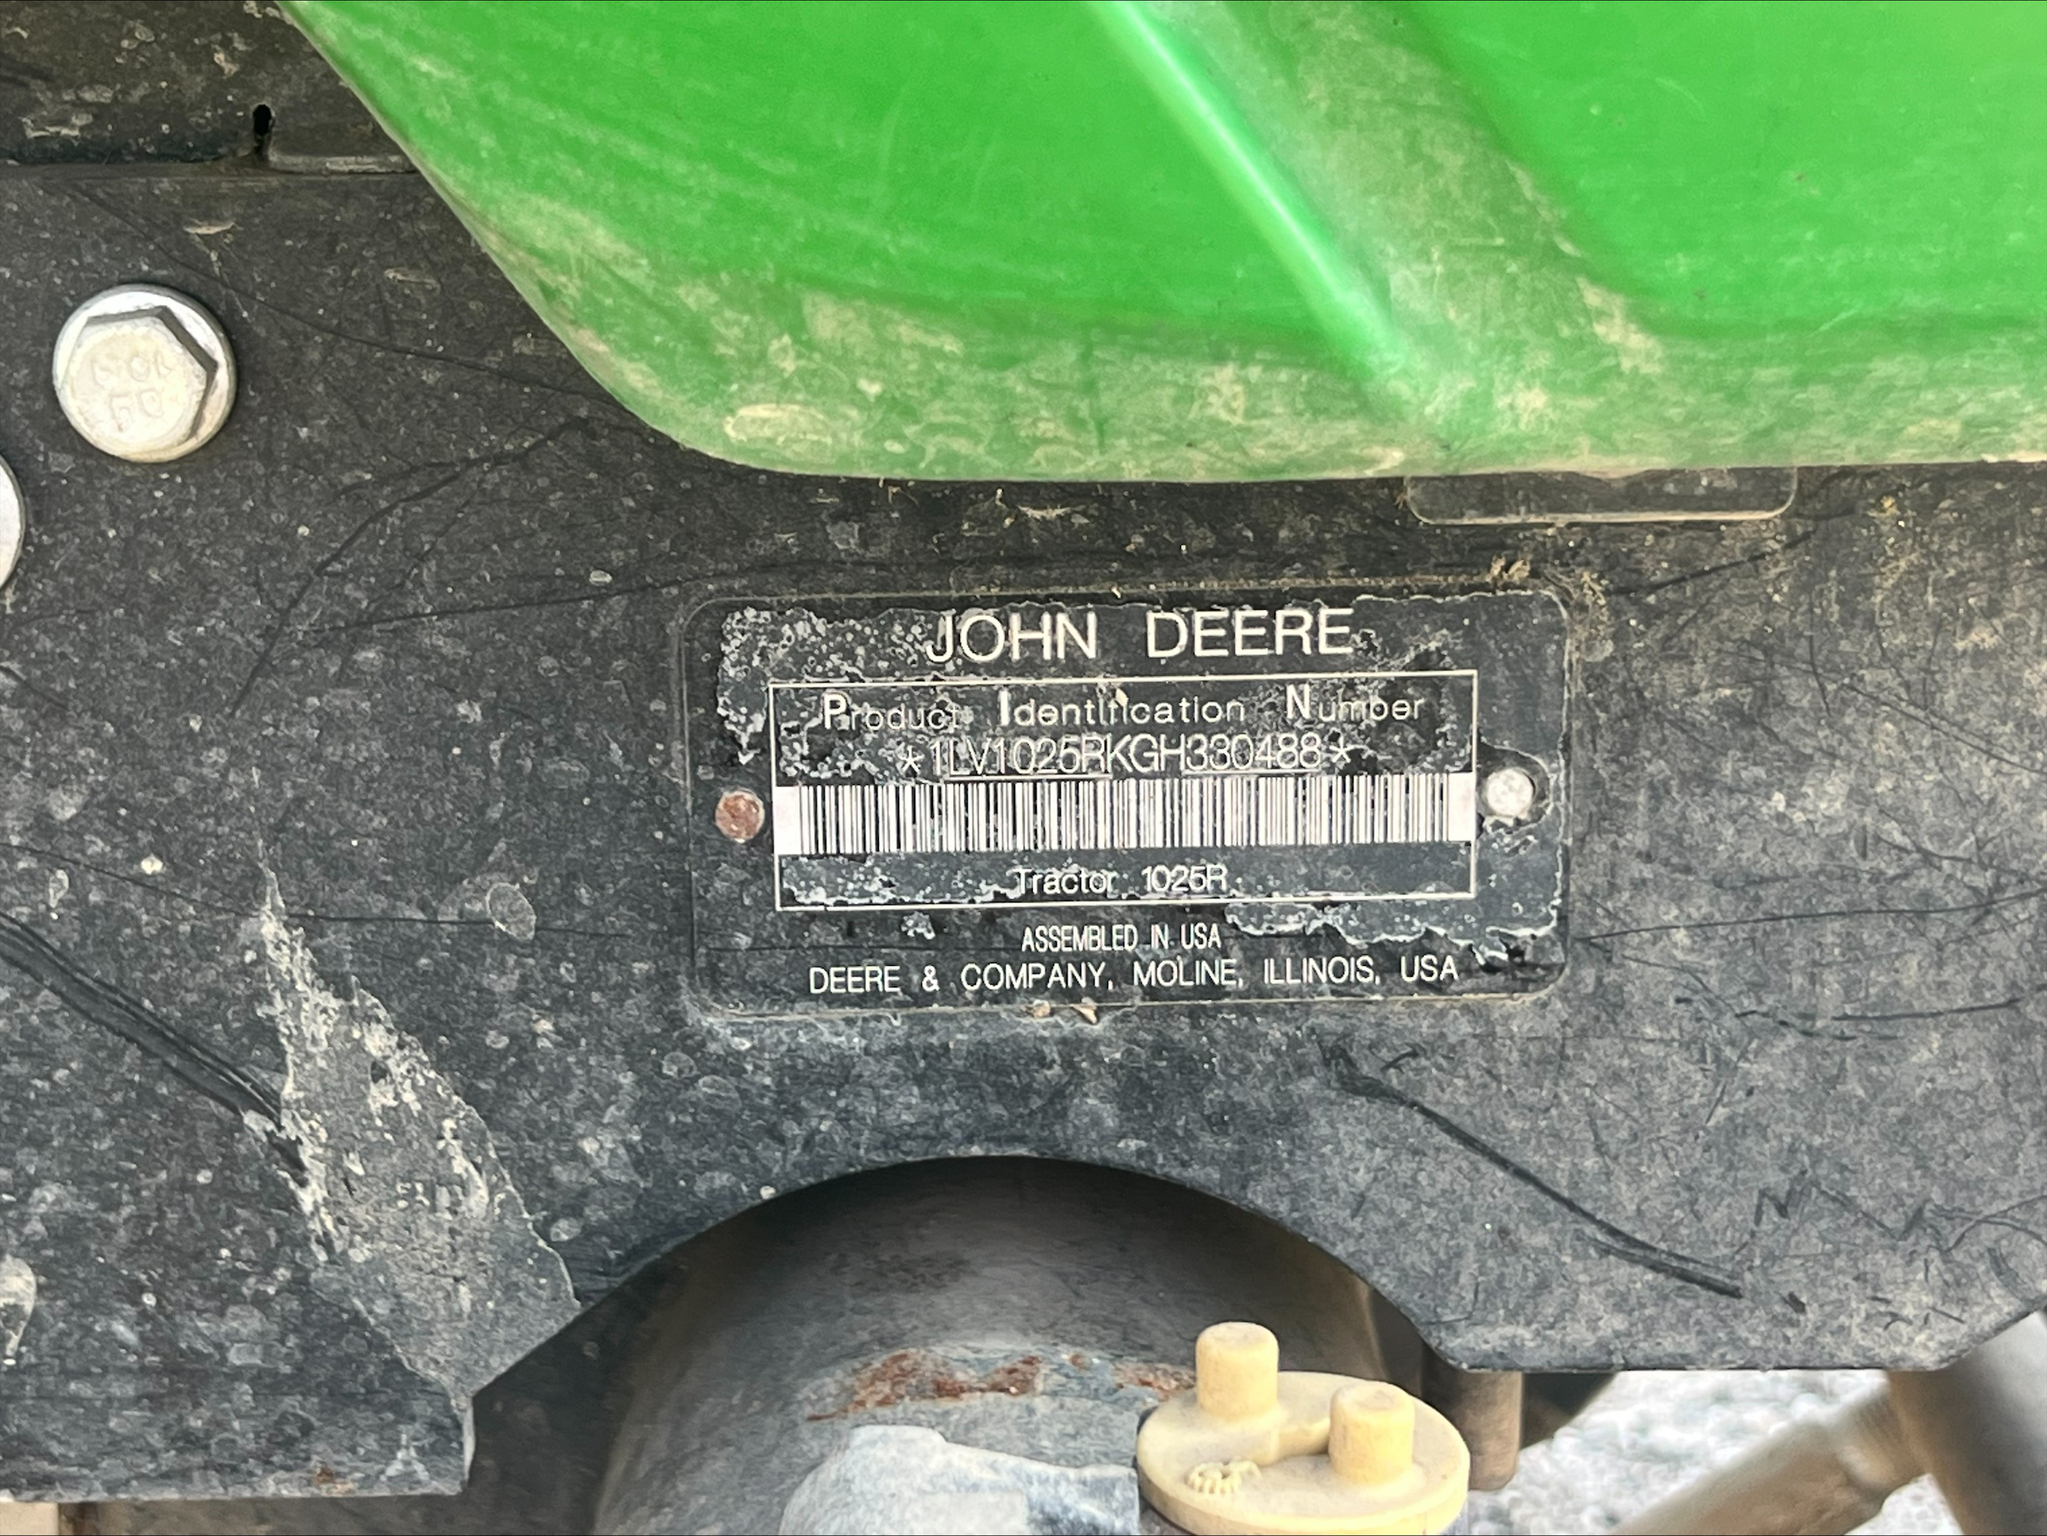 JOHN DEERE
Product Identification Number
*1LV1025RKGH330488*
Tractor 1025R
ASSEMBLED IN USA
DEERE & COMPANY, MOLINE, ILLINOIS, USA